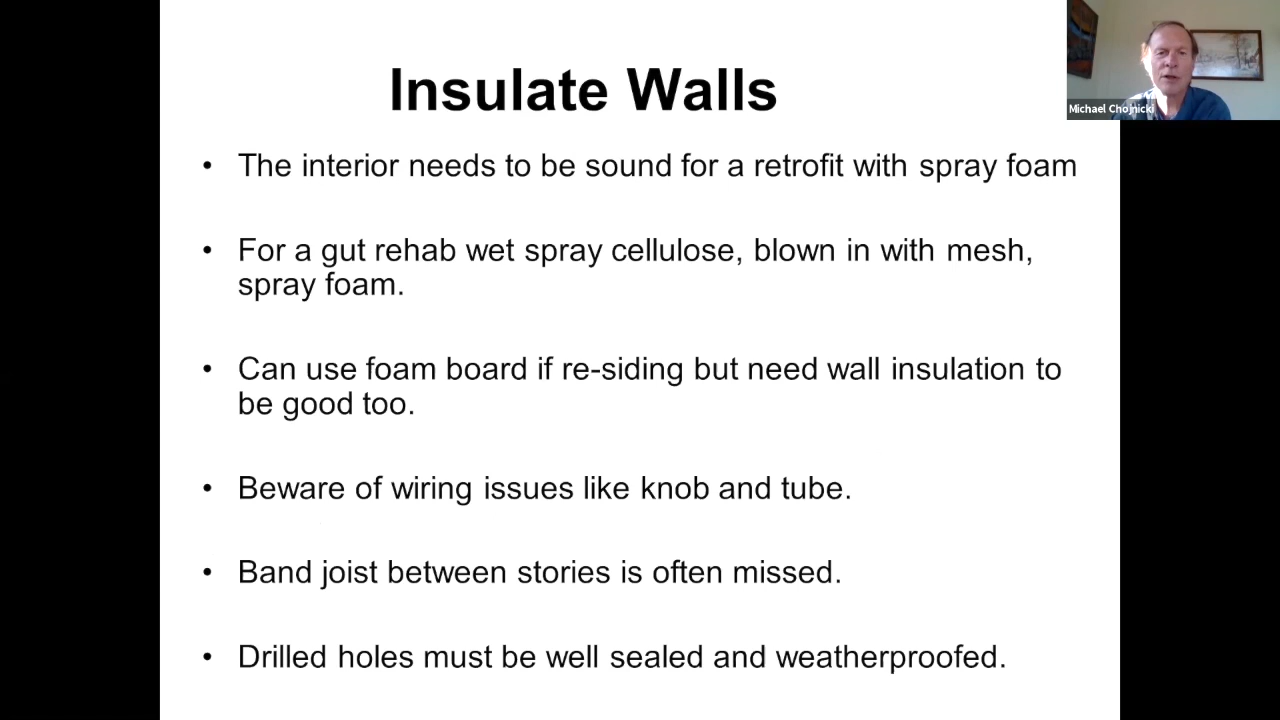 Insulate Walls
Michael Chojnicki
• The interior needs to be sound for a retrofit with spray foam
• For a gut rehab wet spray cellulose, blown in with mesh,
spray foam.
• Can use foam board if re-siding but need wall insulation to
be good too.
• Beware of wiring issues like knob and tube.
• Band joist between stories is often missed.
• Drilled holes must be well sealed and weatherproofed.